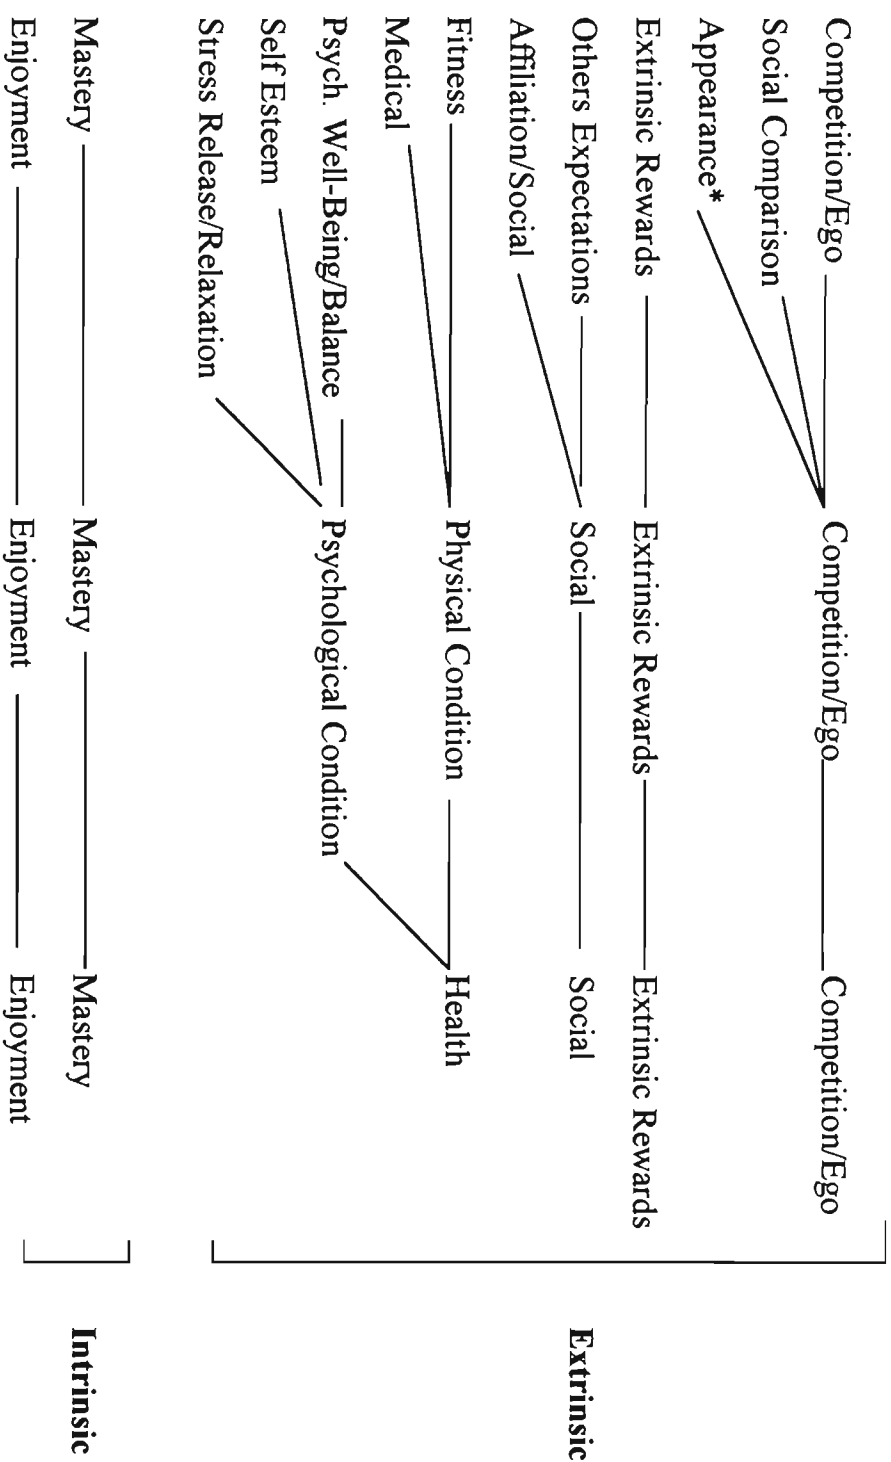 Competition/Ego
Social Comparison
Appearance*
Extrinsic Rewards
Others Expectations
Affiliation/Social
Fitness
Medical
Psych. Well-Being/Balance
Self Esteem
Stress Release/Relaxation
Mastery
Enjoyment
Competition/Ego
Extrinsic Rewards
Social
Physical Condition
Psychological Condition
Mastery
Enjoyment
Competition/Ego
Extrinsic Rewards
Social
Health
Mastery
Enjoyment
Extrinsic
Intrinsic